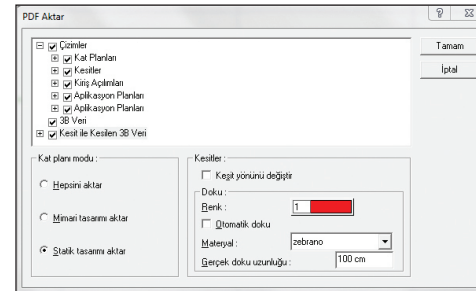 PDF Aktar
Çizimler
Kat Planları
Kesitler
Kiriş Açılımları
Aplikasyon Planları
Aplikasyon Planları
3B Veri
Kesit ile Kesilen 3B Veri
Tamam
İptal
Kat planı modu :
Hepsini aktar
Mimari tasarımı aktar
Statik tasarımı aktar
Kesitler :
Kesit yönünü değiştir
Doku :
Renk :
1
Otomatik doku
Materyal :
zebrano
Gerçek doku uzunluğu :
100 cm